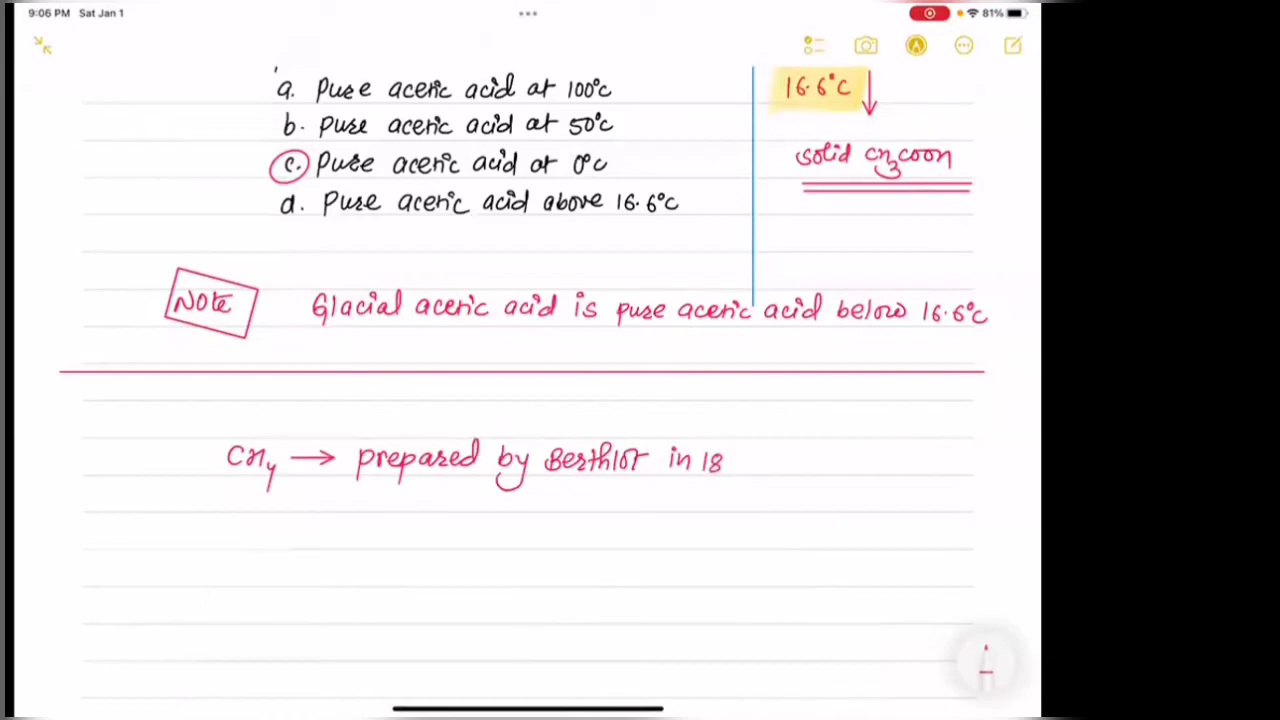 9:06 PM Sat Jan 1
81%
a. Pure acetic acid at 100°C
b. Pure acetic acid at 50°C
c. Pure acetic acid at 0°C
d. Pure acetic acid above 16.6°C
16.6°C
solid CH3COOH
Note
Glacial acetic acid is pure acetic acid below 16.6°C
CH4 → prepared by Berthlot in 18